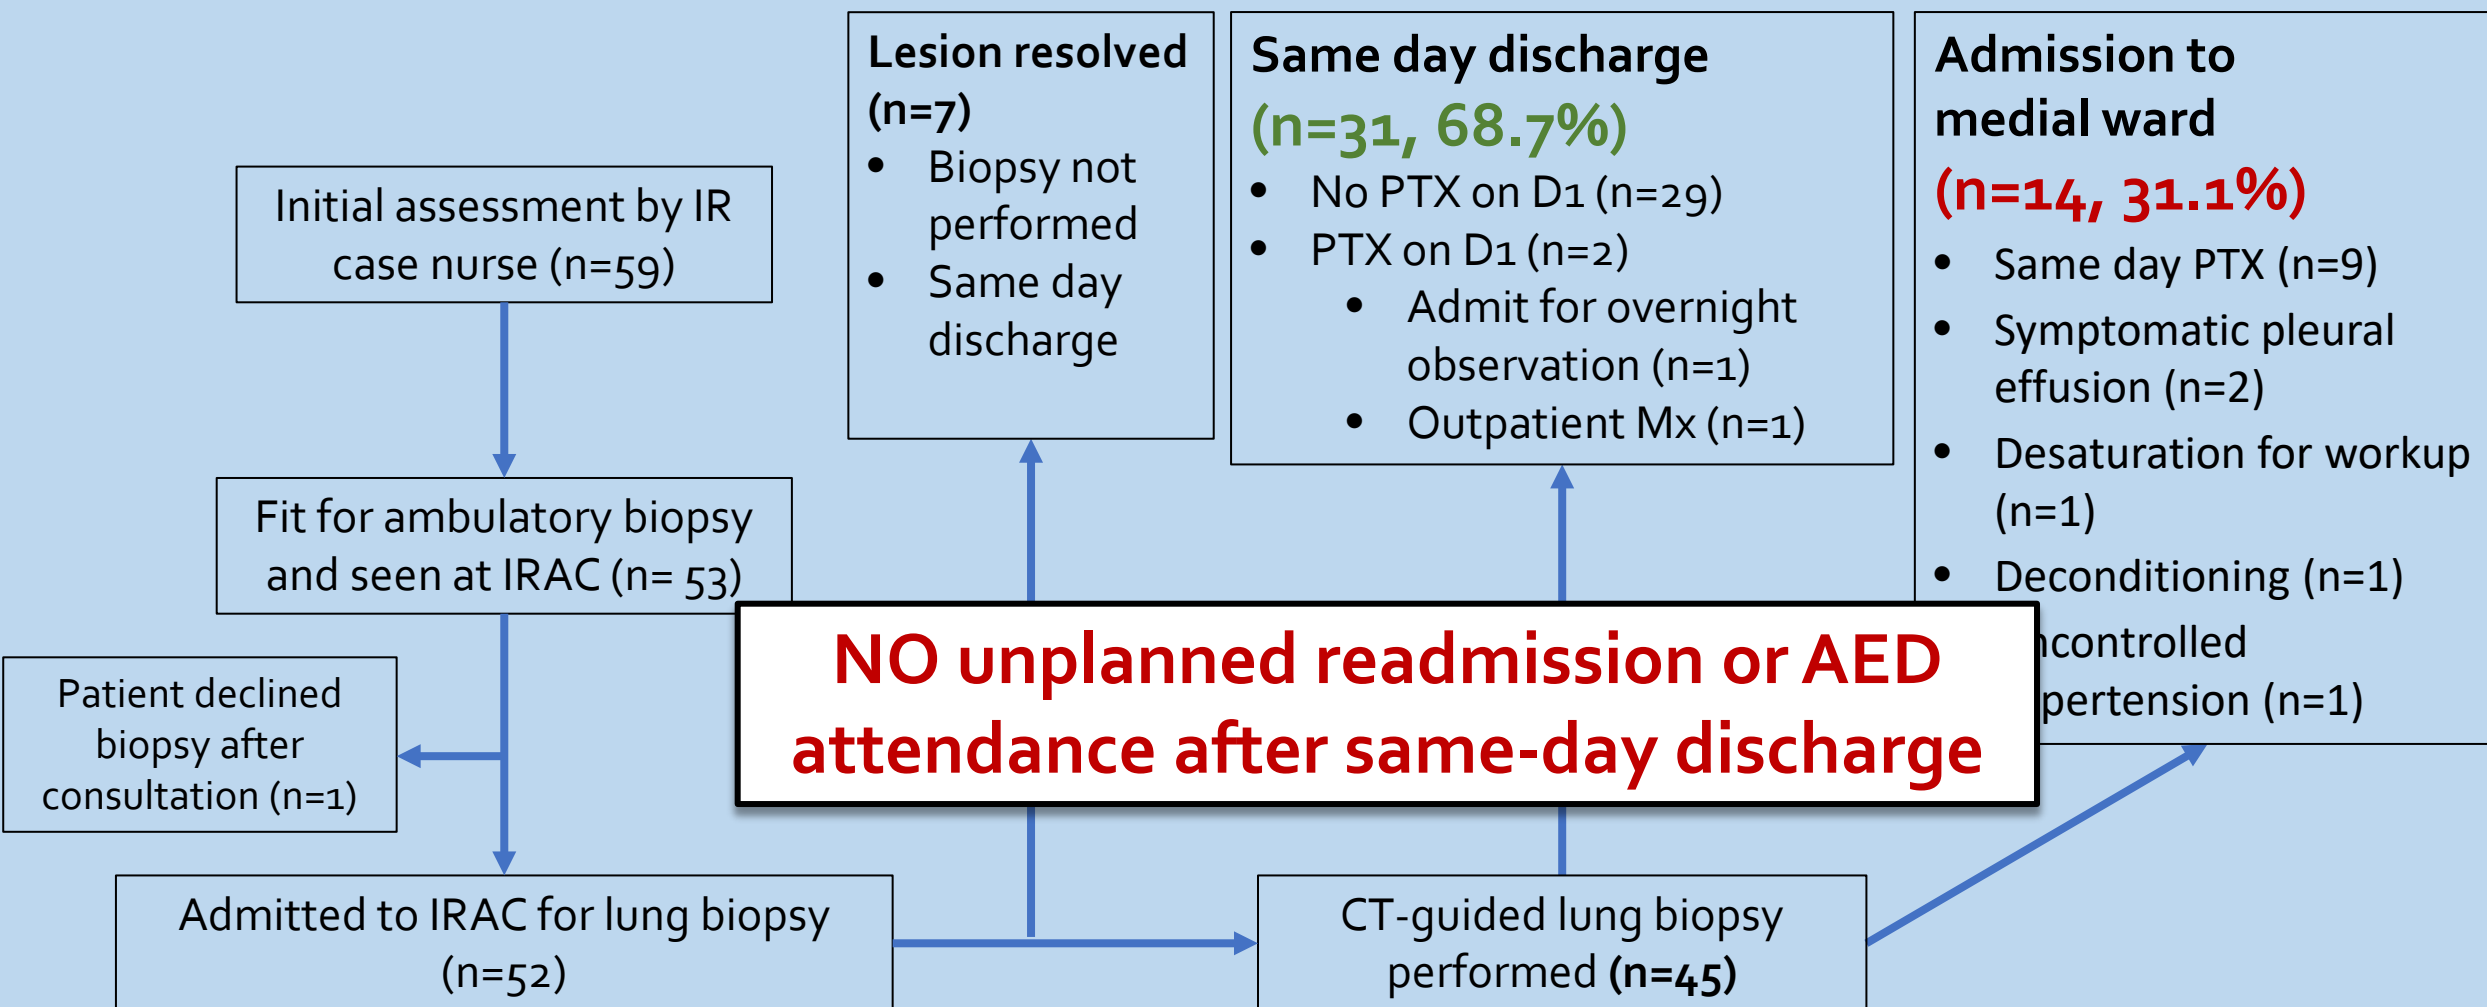 Initial assessment by IR
case nurse (n=59)
Fit for ambulatory biopsy
and seen at IRAC (n= 53)
Patient declined
biopsy after
consultation (n=1)
Admitted to IRAC for lung biopsy
(n=52)
Lesion resolved
(n=7)
• Biopsy not
performed
• Same day
discharge
CT-guided lung biopsy
performed (n=45)
Same day discharge
(n=31, 68.7%)
• No PTX on D1 (n=29)
• PTX on D1 (n=2)
• Admit for overnight
observation (n=1)
• Outpatient Mx (n=1)
Admission to
medial ward
(n=14, 31.1%)
• Same day PTX (n=9)
• Symptomatic pleural
effusion (n=2)
• Desaturation for workup
(n=1)
• Deconditioning (n=1)
(n=1)
NO unplanned readmission or AED
attendance after same-day discharge